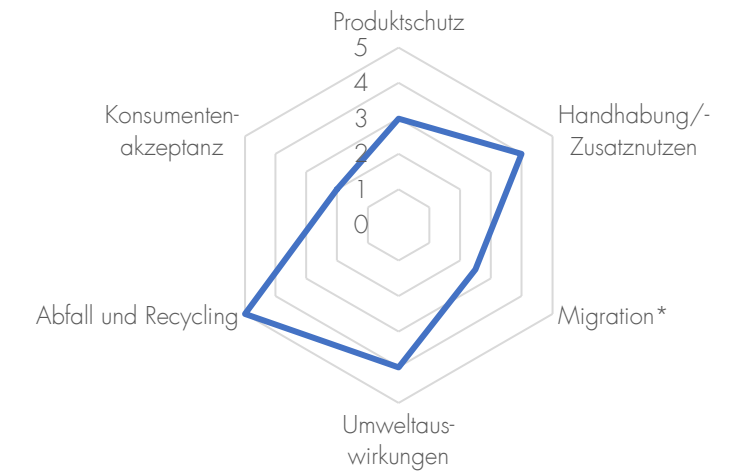 Produktschutz
5
4
3
2
1
0
Handhabung/-
Zusatznutzen
Migration*
Umweltaus-
wirkungen
Abfall und Recycling
Konsumenten-
akzeptanz